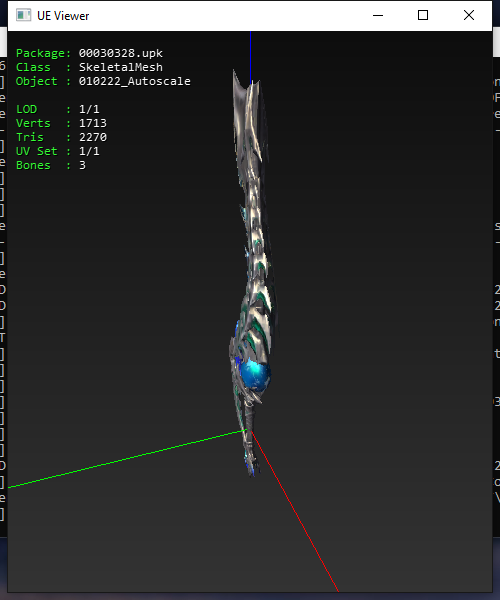 UE Viewer
Package: 00030328.upk
Class : SkeletalMesh
Object : 010222_Autoscale
LOD : 1/1
Verts : 1713
Tris : 2270
UV Set : 1/1
Bones : 3